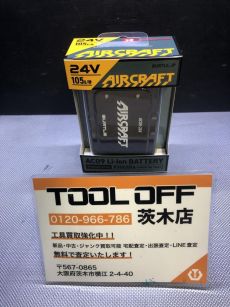 24V
105
AIRCRAFT
BURTLE
AIRCRAFT
AC09 Li-ion BATTERY
TOOL OFF
0120-966-786 茨木店
工具買取強化中！！
新品・中古・ジャンク買取可能 宅配査定・出張査定・LINE査定
無料で査定いたします！
〒567-0865
大阪府茨木市横江 2-4-40